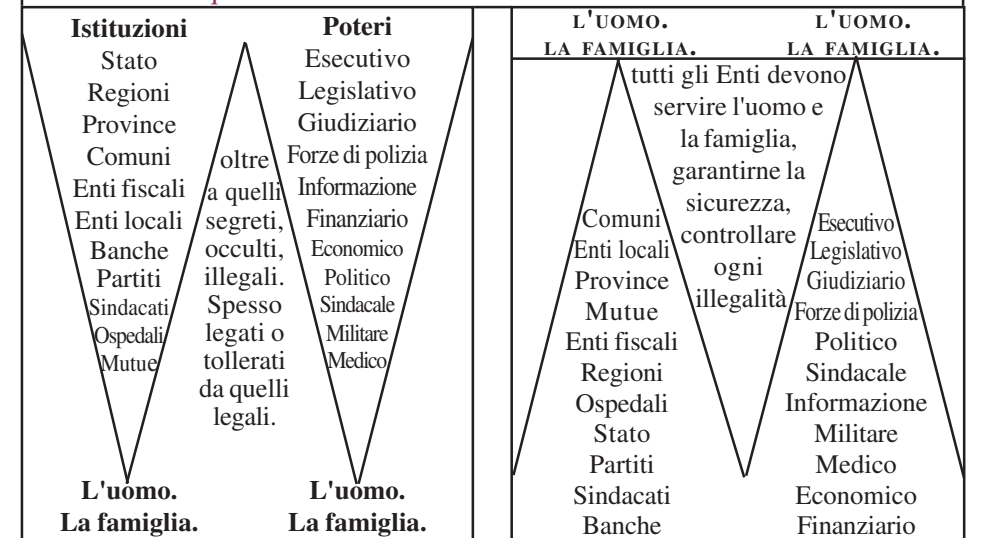 Istituzioni
Stato
Regioni
Province
Comuni
Enti fiscali
Enti locali
Banche
Partiti
Sindacati
Ospedali
Mutue
L'uomo.
La famiglia.
oltre
a quelli
segreti,
occulti,
illegali.
Spesso
legati o
tollerati
da quelli
legali.
Poteri
Esecutivo
Legislativo
Giudiziario
Forze di polizia
Informazione
Finanziario
Economico
Politico
Sindacale
Militare
Medico
L'uomo.
La famiglia.
L'UOMO.
LA FAMIGLIA.
Comuni
Enti locali
Province
Mutue
Enti fiscali
Regioni
Ospedali
Stato
Partiti
Sindacati
Banche
tutti gli Enti devono
servire l'uomo e
la famiglia,
garantirne la
sicurezza,
controllare
ogni
illegalità
L'UOMO.
LA FAMIGLIA.
Esecutivo
Legislativo
Giudiziario
Forze di polizia
Politico
Sindacale
Informazione
Militare
Medico
Economico
Finanziario